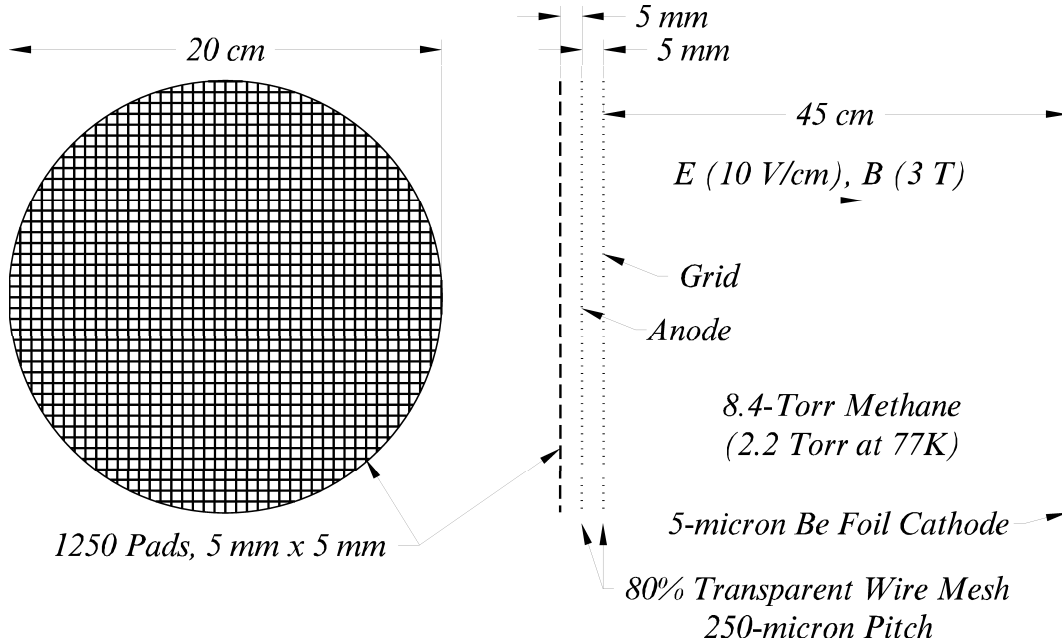 5 mm
20 cm
5 mm
45 cm
E (10 V/cm), B (3 T)
Grid
Anode
8.4-Torr Methane
(2.2 Torr at 77K)
5-micron Be Foil Cathode
1250 Pads, 5 mm x 5 mm
80% Transparent Wire Mesh
250-micron Pitch